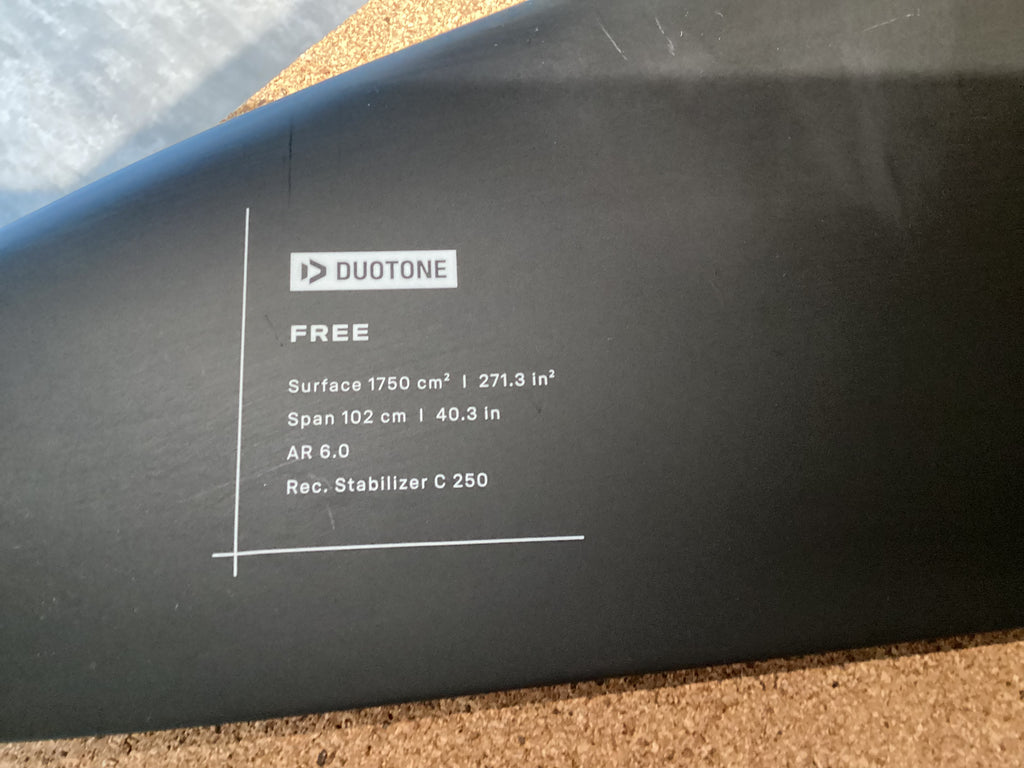 DUOTONE
FREE
Surface 1750 cm² | 271.3 in²
Span 102 cm | 40.3 in
AR 6.0
Rec. Stabilizer C 250